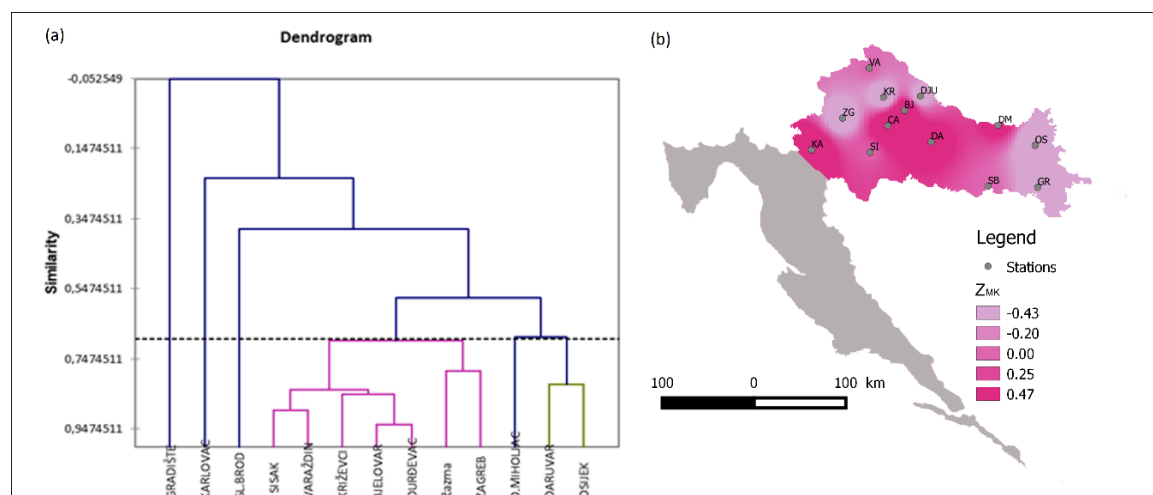 (a)
Dendrogram
-0,052549
0,1474511
0,3474511
0,5474511
0,7474511
0,9474511
Similarity
GRADIŠTE
KARLOVAC
SL.BROD
SISAK
VARAŽDIN
KRIŽEVCI
BJELOVAR
ĐURĐEVAC
čazma
ZAGREB
D.MIHOLJAC
DARUVAR
OSIJEK
(b)
VA
KR
DJU
ZG
BJ
CA
DA
DM
OS
KA
SI
SB
GR
Legend
Stations
ZMK
-0.43
-0.20
0.00
0.25
0.47
100 0 100 km